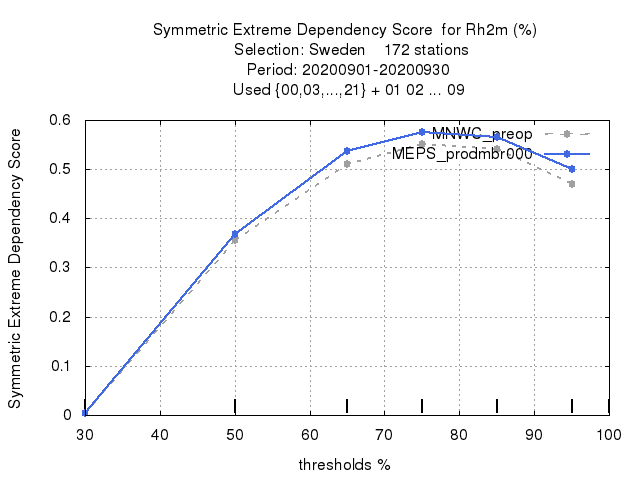 Symmetric Extreme Dependency Score for Rh2m (%)
Selection: Sweden 172 stations
Period: 20200901-20200930
Used {00,03,...,21} + 01 02 ... 09
Symmetric Extreme Dependency Score
0.6
0.5
0.4
0.3
0.2
0.1
0
MNWC_preop
MEPS_prodmbr000
30 40 50 60 70 80 90 100
thresholds %